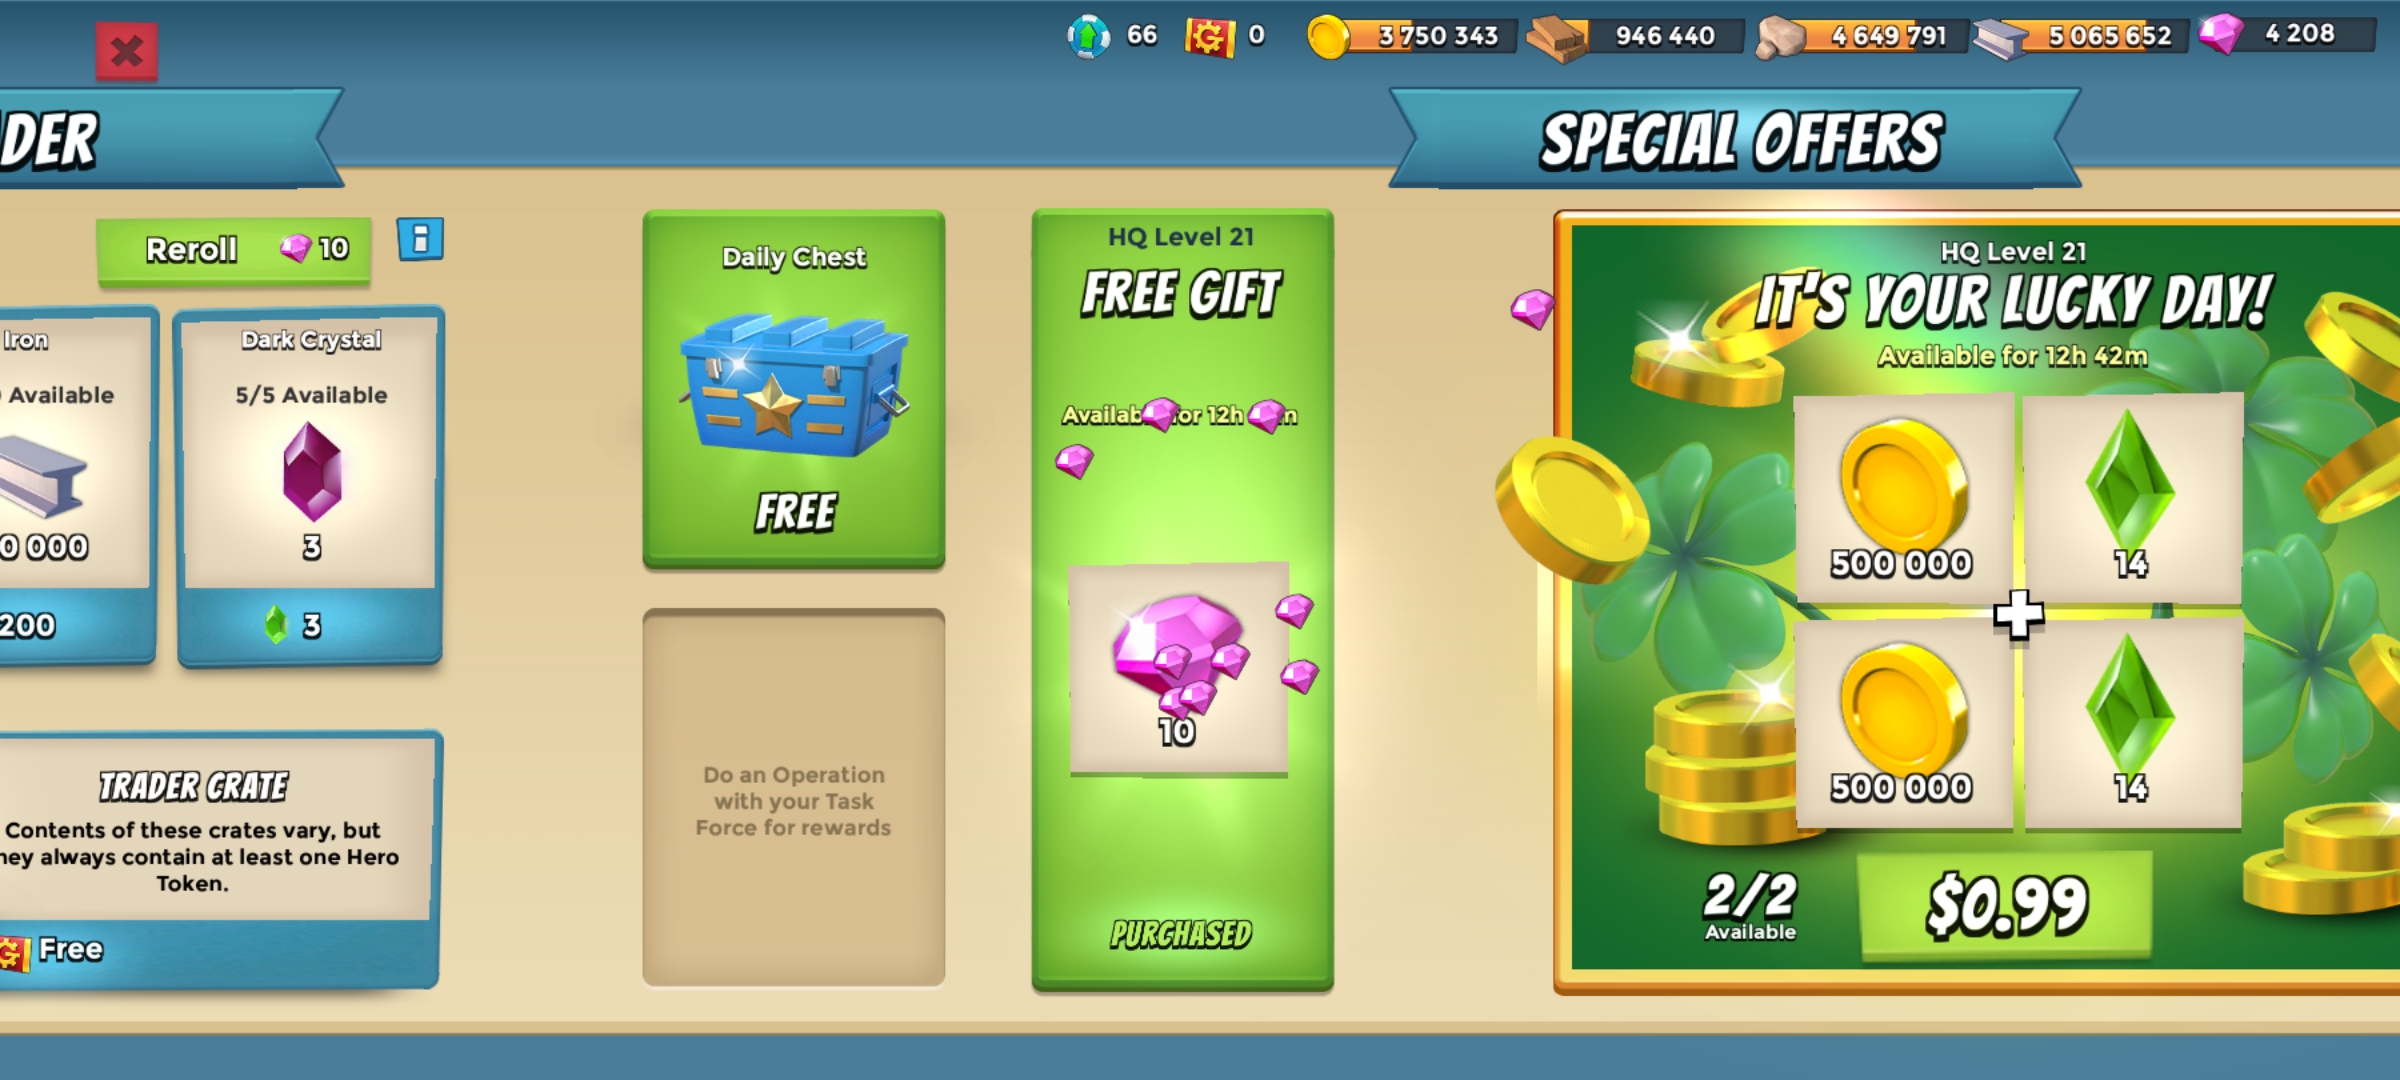 66
0
3 750 343
946 440
4 649 791
5 065 652
4 208
DER
SPECIAL OFFERS
Reroll 10
i
Iron
Available
0 000
200
Dark Crystal
5/5 Available
3
3
TRADER CRATE
Contents of these crates vary, but
hey always contain at least one Hero
Token.
G Free
Daily Chest
FREE
Do an Operation
with your Task
Force for rewards
HQ Level 21
FREE GIFT
12h
10
PURCHASED
HQ Level 21
IT'S YOUR LUCKY DAY!
Available for 12h 42m
500 000
14
500 000
14
2/2
Available
$0.99